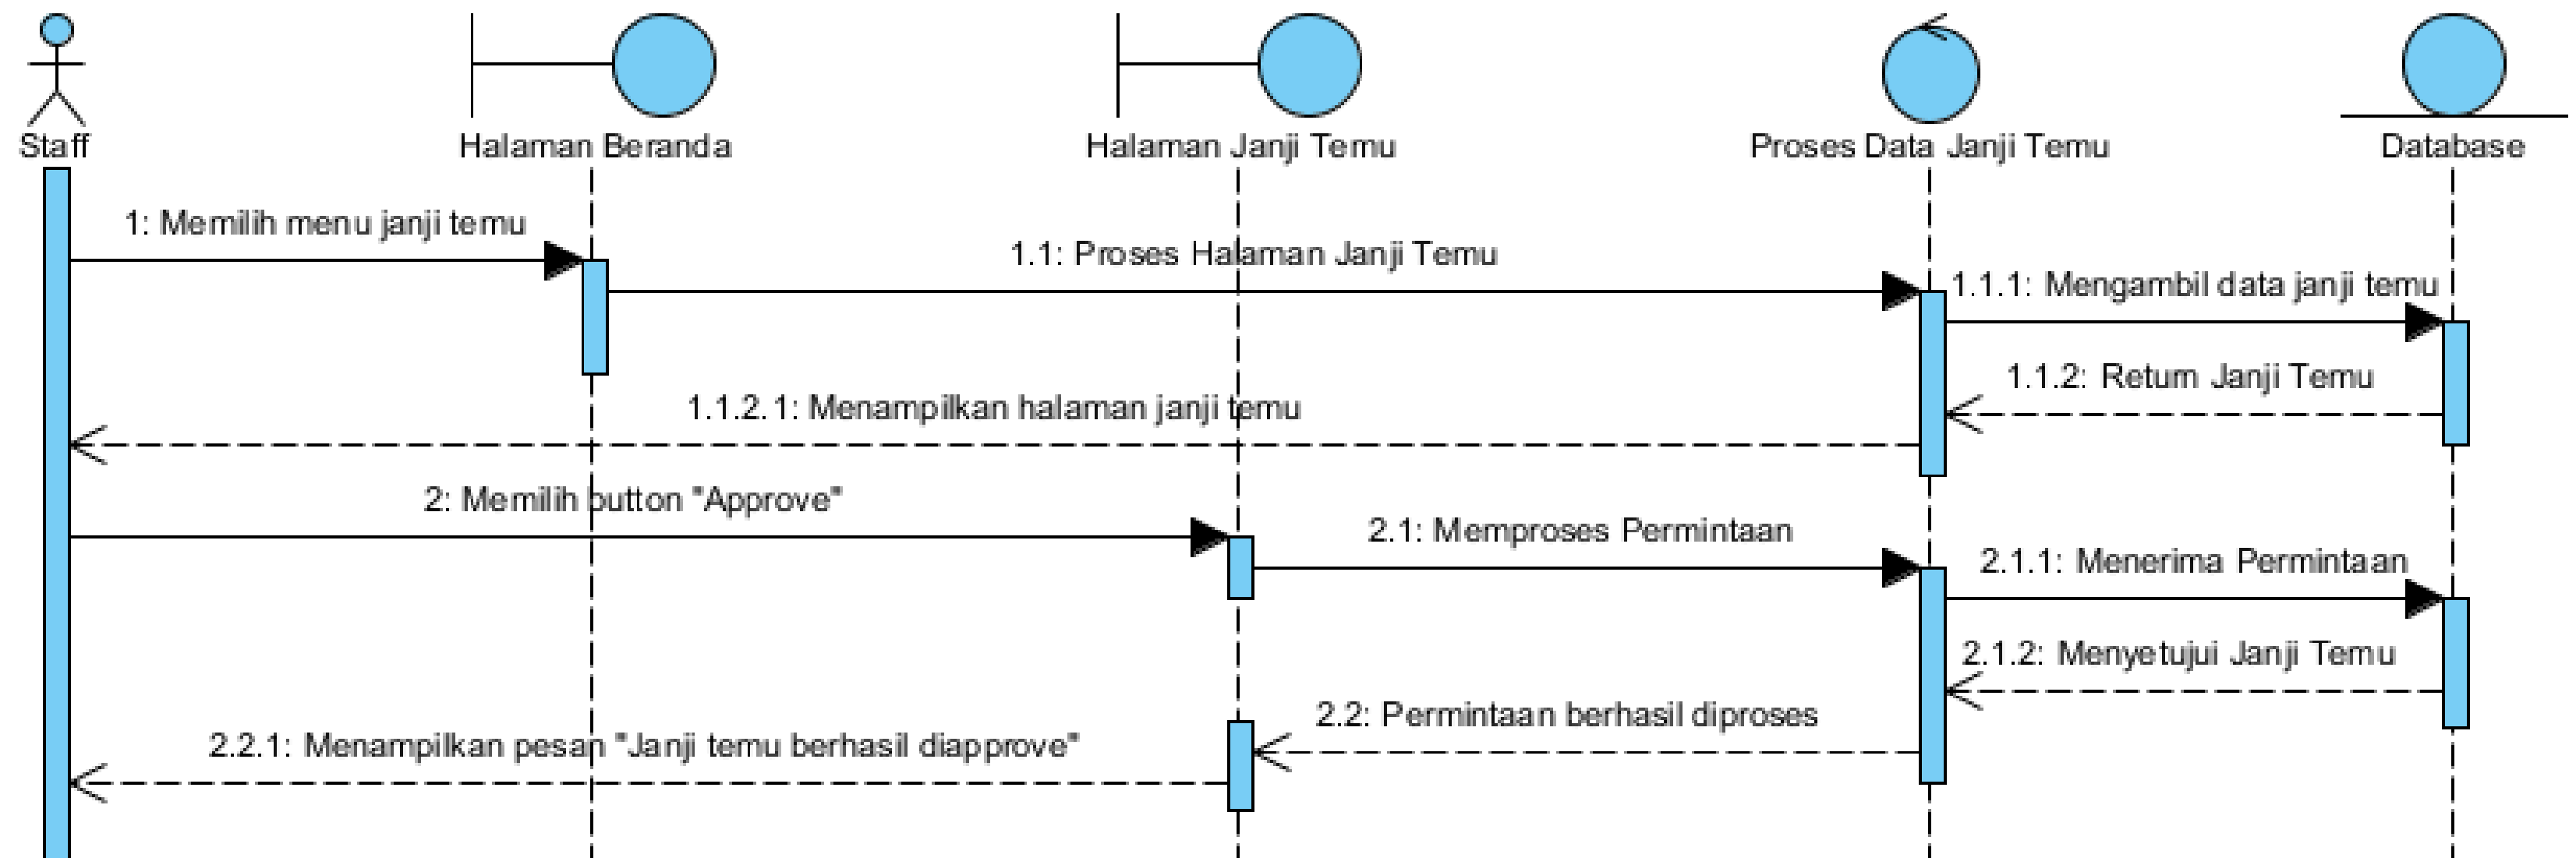 Staff
Halaman Beranda
Halaman Janji Temu
Proses Data Janji Temu
Database
1: Memilih menu janji temu
1.1: Proses Halaman Janji Temu
1.1.1: Mengambil data janji temu
1.1.2: Return Janji Temu
1.1.2.1: Menampilkan halaman janji temu
2: Memilih button "Approve"
2.1: Memproses Permintaan
2.1.1: Menerima Permintaan
2.1.2: Menyetujui Janji Temu
2.2: Permintaan berhasil diproses
2.2.1: Menampilkan pesan "Janji temu berhasil diapprove"